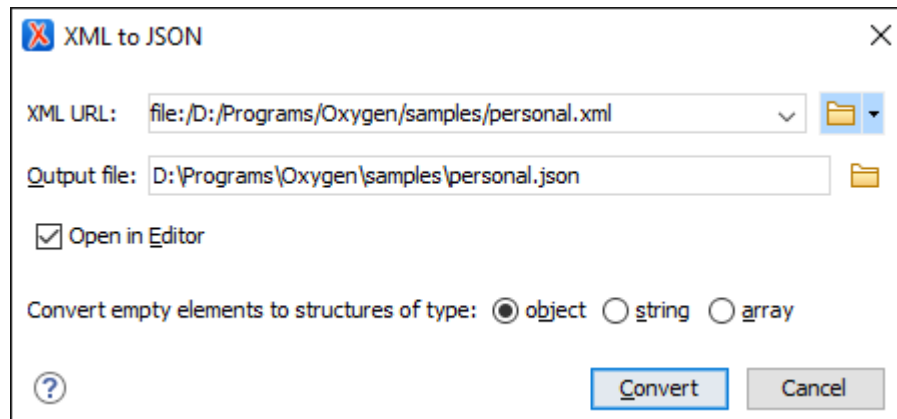 XML to JSON
XML URL: file:/D:/Programs/Oxygen/samples/personal.xml
Output file: D:\Programs\Oxygen\samples\personal.json
Open in Editor
Convert empty elements to structures of type: object string array
? Convert Cancel